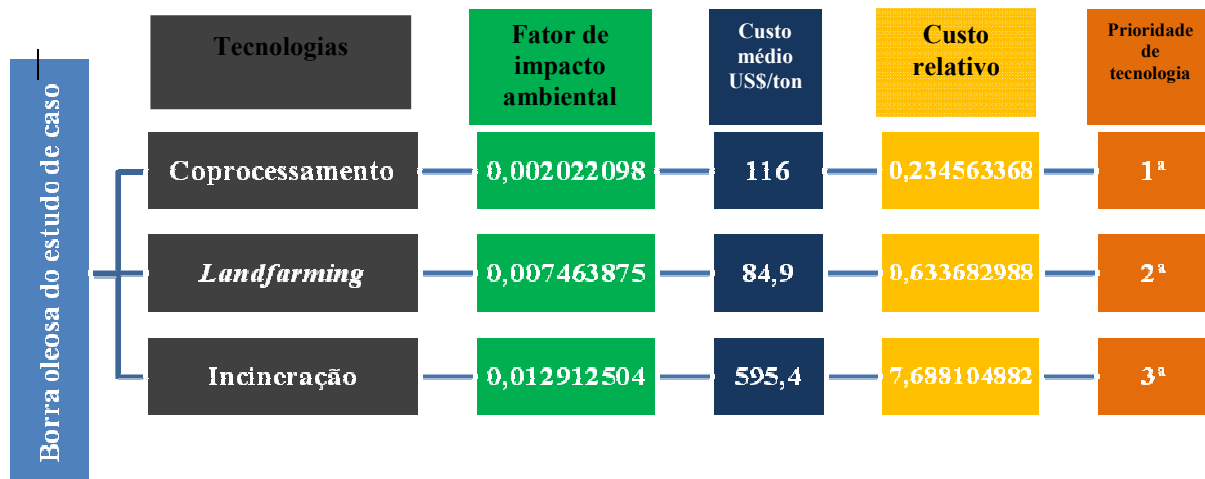 Tecnologias
Fator de
impacto
ambiental
Custo
médio
US$/ton
Custo
relativo
Prioridade
de
tecnologia
Borra oleosa do estudo de caso
Coprocessamento
0,002022098
116
0,234563368
1ª
Landfarming
0,007463875
84,9
0,633682988
2ª
Incineração
0,012912504
595,4
7,688104882
3ª